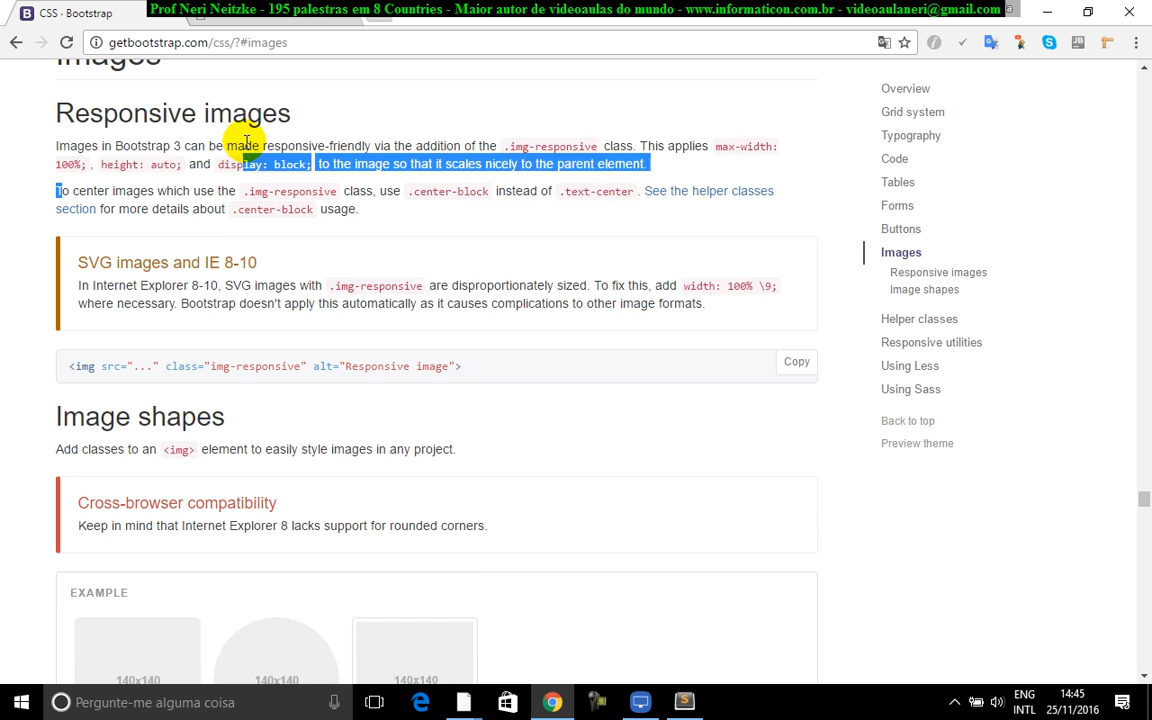 CSS · Bootstrap
Prof Neri Neitzke - 195 palestras em 8 Countries - Maior autor de videoaulas do mundo - www.informaticon.com.br - videoaulaneri@gmail.com
getbootstrap.com/css/?#images
Images
Responsive images
Images in Bootstrap 3 can be made responsive-friendly via the addition of the .img-responsive class. This applies max-width:
100%; , height: auto; and display: block; to the image so that it scales nicely to the parent element.
To center images which use the .img-responsive class, use .center-block instead of .text-center . See the helper classes
section for more details about .center-block usage.
SVG images and IE 8-10
In Internet Explorer 8-10, SVG images with .img-responsive are disproportionately sized. To fix this, add width: 100% \9;
where necessary. Bootstrap doesn't apply this automatically as it causes complications to other image formats.
Copy
<img src="..." class="img-responsive" alt="Responsive image">
Image shapes
Add classes to an <img> element to easily style images in any project.
Cross-browser compatibility
Keep in mind that Internet Explorer 8 lacks support for rounded corners.
EXAMPLE
140x140
140x140
140x140
Overview
Grid system
Typography
Code
Tables
Forms
Buttons
Images
Responsive images
Image shapes
Helper classes
Responsive utilities
Using Less
Using Sass
Back to top
Preview theme
Pergunte-me alguma coisa
ENG
INTL
14:45
25/11/2016